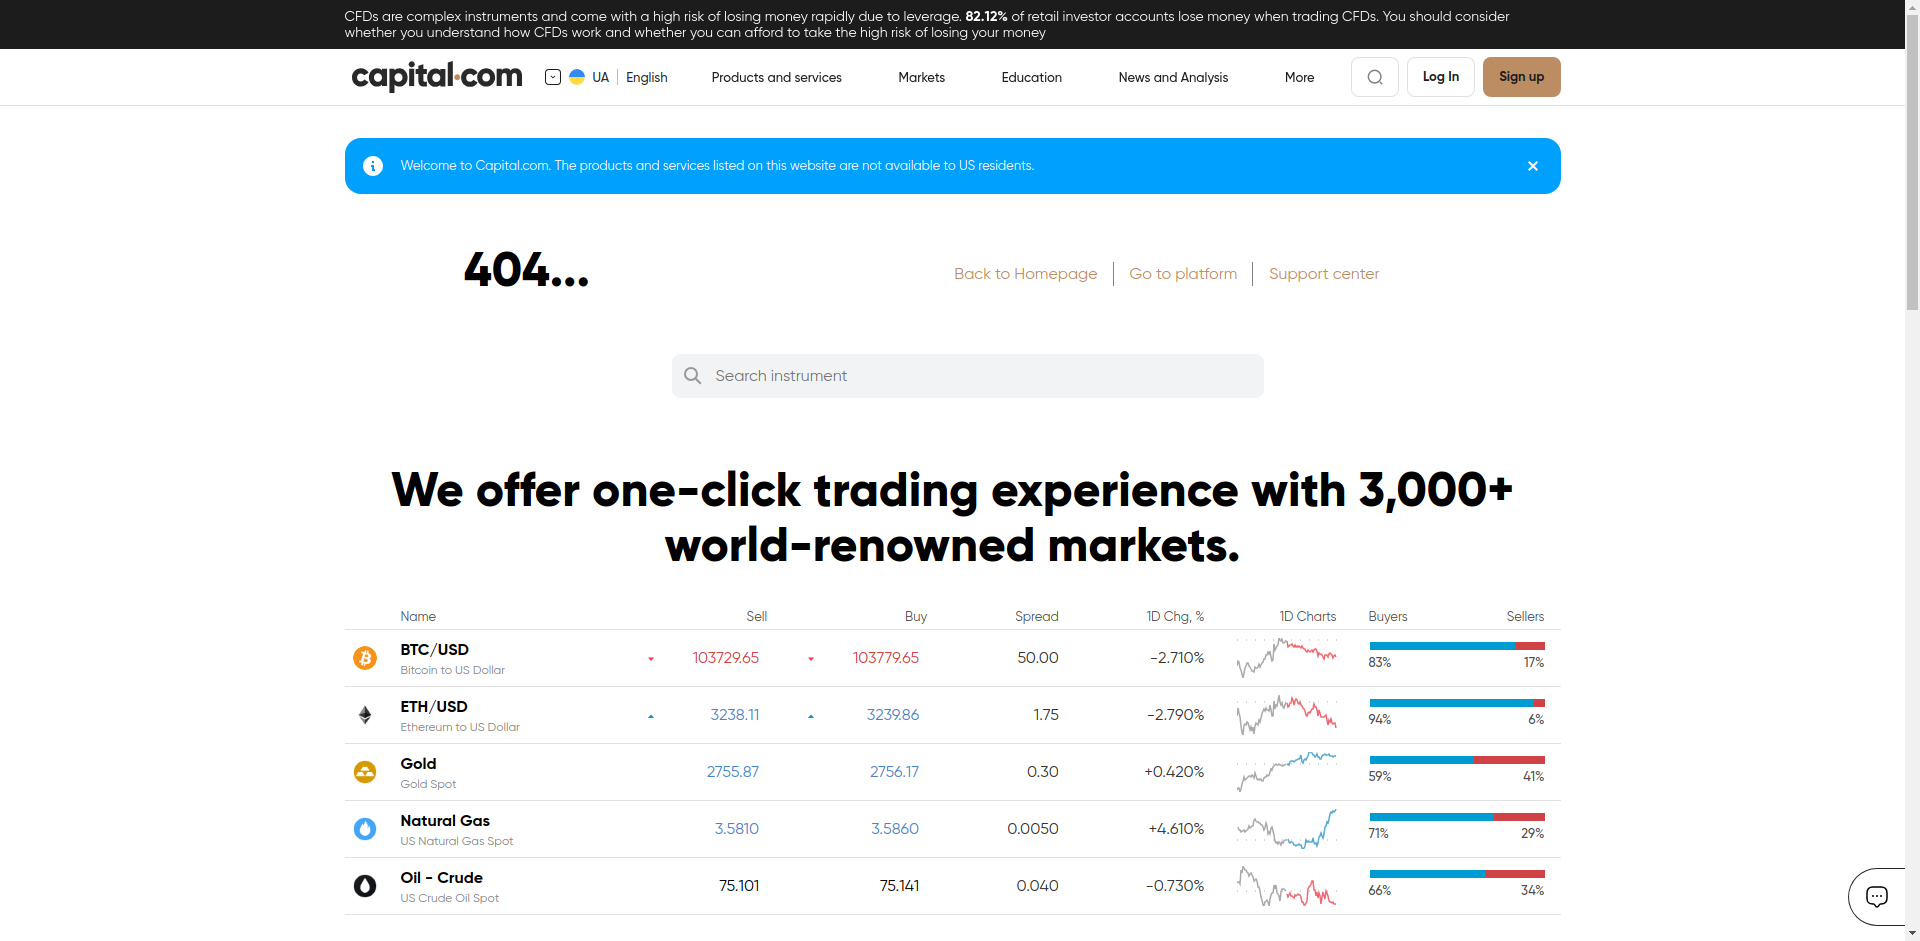 CFDs are complex instruments and come with a high risk of losing money rapidly due to leverage. 82.12% of retail investor accounts lose money when trading CFDs. You should consider
whether you understand how CFDs work and whether you can afford to take the high risk of losing your money
capital.com UA English Products and services Markets Education News and Analysis More Log In Sign up
Welcome to Capital.com. The products and services listed on this website are not available to US residents.
404...
Back to Homepage Go to platform Support center
Search instrument
We offer one-click trading experience with 3,000+
world-renowned markets.
Name Sell Buy Spread 1D Chg, % 1D Charts Buyers Sellers
BTC/USD 103729.65 103779.65 50.00 -2.710%
Bitcoin to US Dollar 83% 17%
ETH/USD 3238.11 3239.86 1.75 -2.790%
Ethereum to US Dollar 94% 6%
Gold 2755.87 2756.17 0.30 +0.420%
Gold Spot 59% 41%
Natural Gas 3.5810 3.5860 0.0050 +4.610%
US Natural Gas Spot 71% 29%
Oil - Crude 75.101 75.141 0.040 -0.730%
US Crude Oil Spot 66% 34%